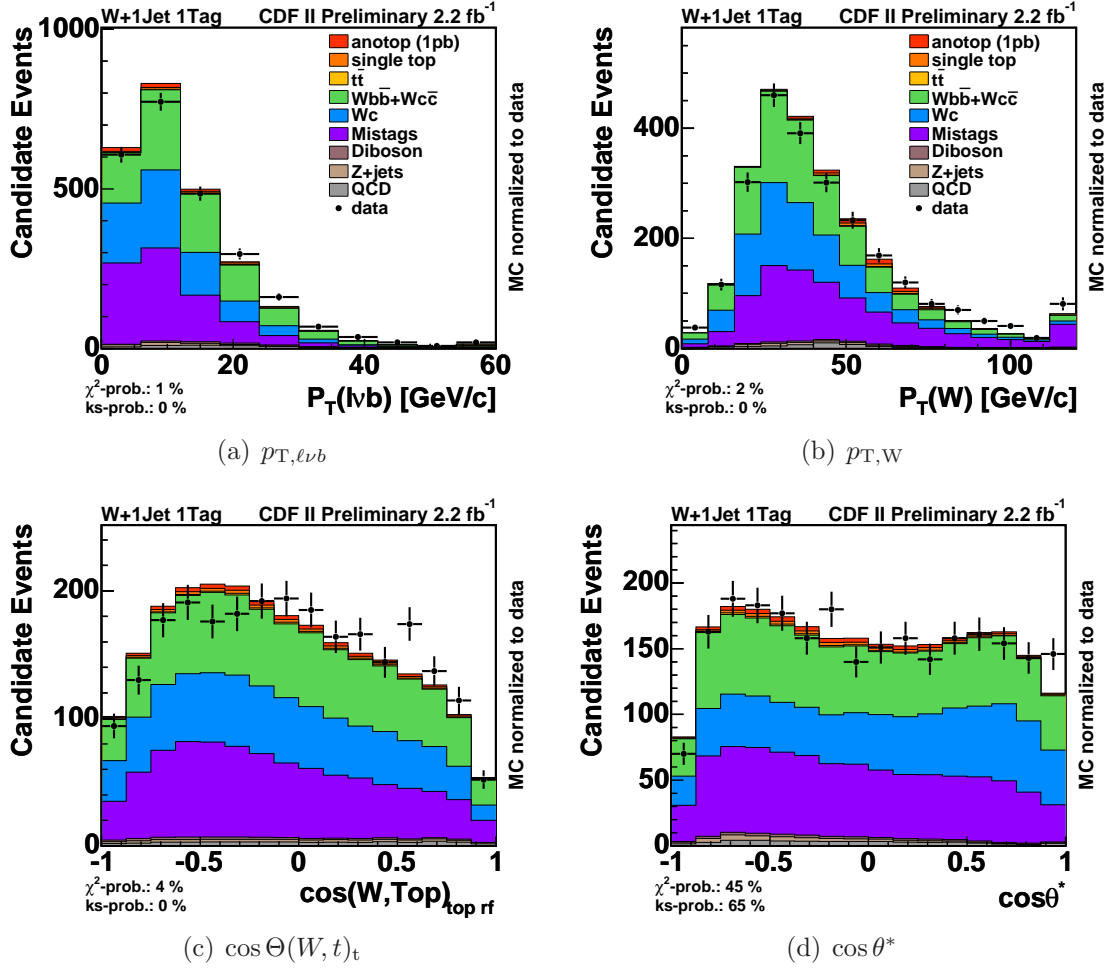 W+1Jet 1Tag CDF II Preliminary 2.2 fb⁻¹
Candidate Events
1000
500
0
anotop (1pb)
single top
tt̄
Wbb̄+Wcc̄
Wc
Mistags
Diboson
Z+jets
QCD
data
MC normalized to data
0 20 40 60
χ²-prob.: 1 %
ks-prob.: 0 %
P_T(lνb) [GeV/c]
(a) p_T,ℓνb
W+1Jet 1Tag CDF II Preliminary 2.2 fb⁻¹
Candidate Events
400
200
0
anotop (1pb)
single top
tt̄
Wbb̄+Wcc̄
Wc
Mistags
Diboson
Z+jets
QCD
data
MC normalized to data
0 50 100
χ²-prob.: 2 %
ks-prob.: 0 %
P_T(W) [GeV/c]
(b) p_T,W
W+1Jet 1Tag CDF II Preliminary 2.2 fb⁻¹
Candidate Events
200
100
0
MC normalized to data
-1 -0.5 0 0.5 1
χ²-prob.: 4 %
ks-prob.: 0 %
cos(W,Top)_top rf
(c) cos Θ(W, t)_t
W+1Jet 1Tag CDF II Preliminary 2.2 fb⁻¹
Candidate Events
200
150
100
50
0
MC normalized to data
-1 -0.5 0 0.5 1
χ²-prob.: 45 %
ks-prob.: 65 %
cosθ*
(d) cos θ*